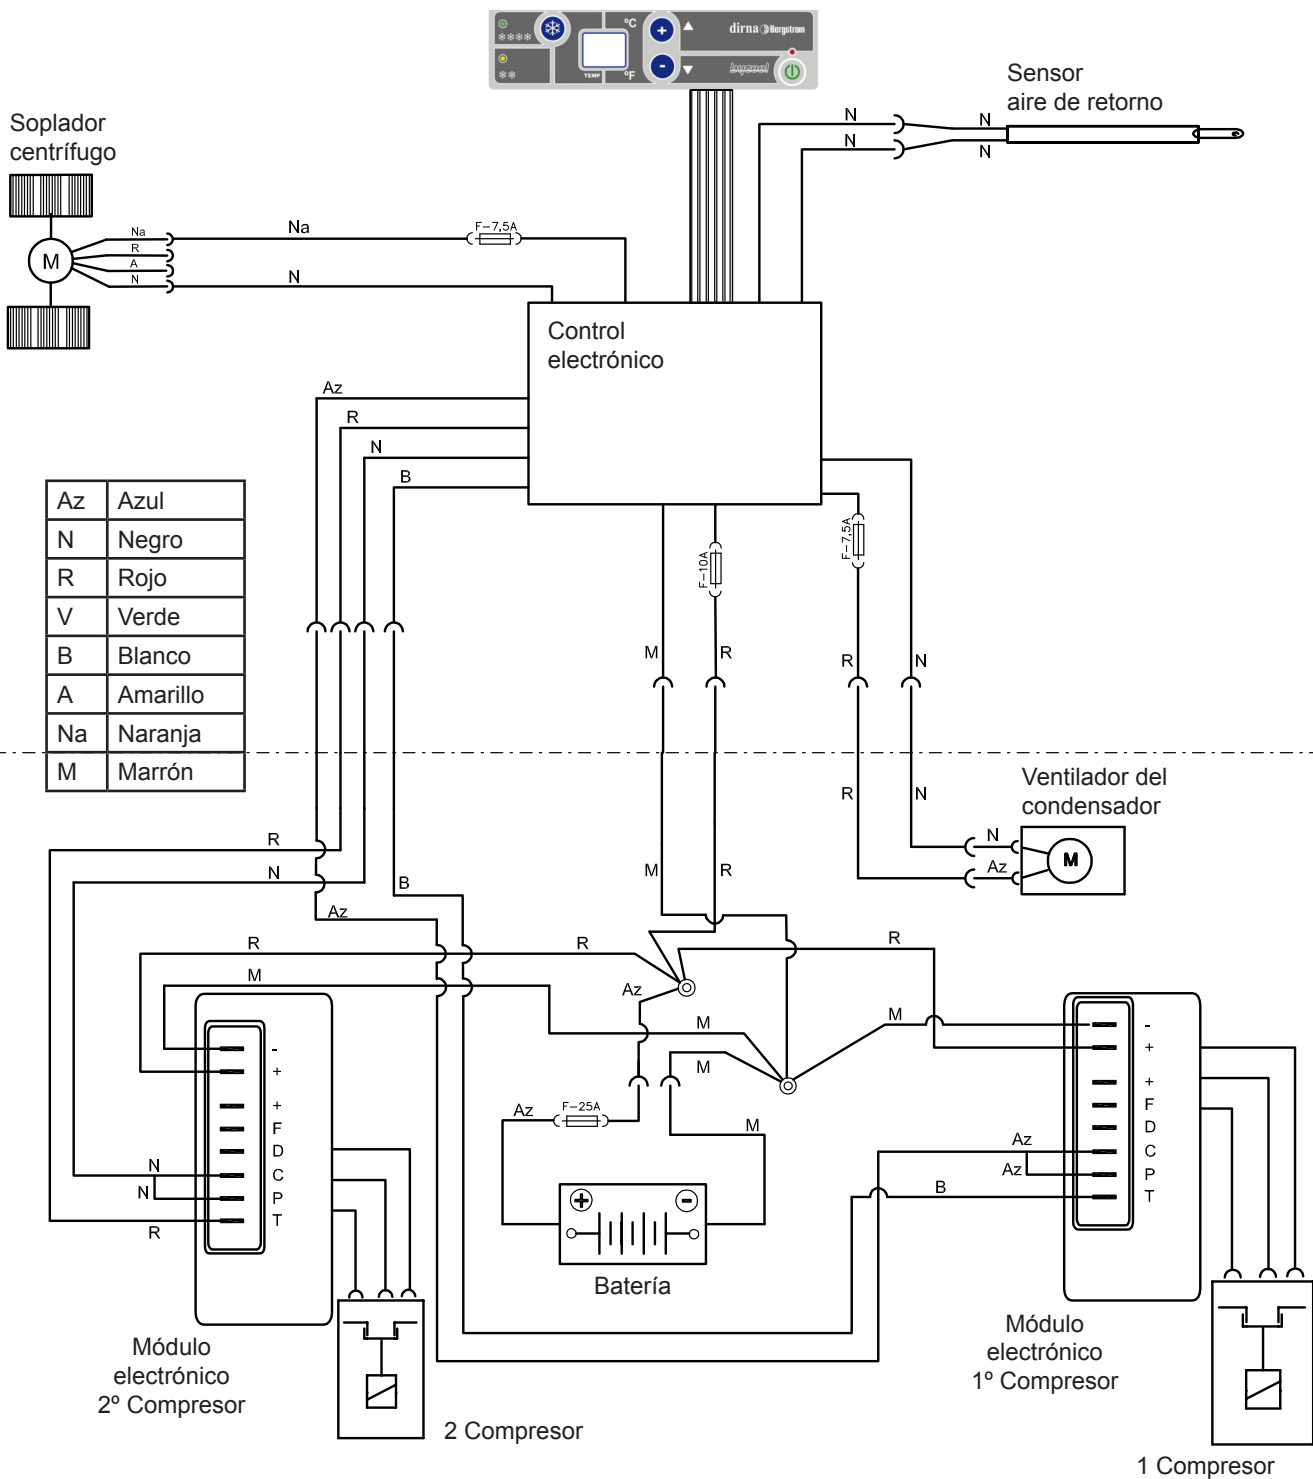 °C
dirna Bergstrom
TEMP
°F
bycool
Sensor
aire de retorno
N
N
N
N
Soplador
centrífugo
Na
R
A
N
M
Na
F-7,5A
N
Control
electrónico
Az
R
N
B
Az Azul
N Negro
R Rojo
V Verde
B Blanco
A Amarillo
Na Naranja
M Marrón
F-10A
F-7,5A
M
R
R
N
R
N
Ventilador del
condensador
N
Az
M
R
N
B
Az
M
R
R
R
R
M
Az
M
M
M
-
+
+
F
D
C
P
T
N
N
R
Az
F-25A
M
+
-
Batería
-
+
+
F
D
C
P
T
Az
Az
B
Módulo
electrónico
2º Compresor
2 Compresor
Módulo
electrónico
1º Compresor
1 Compresor